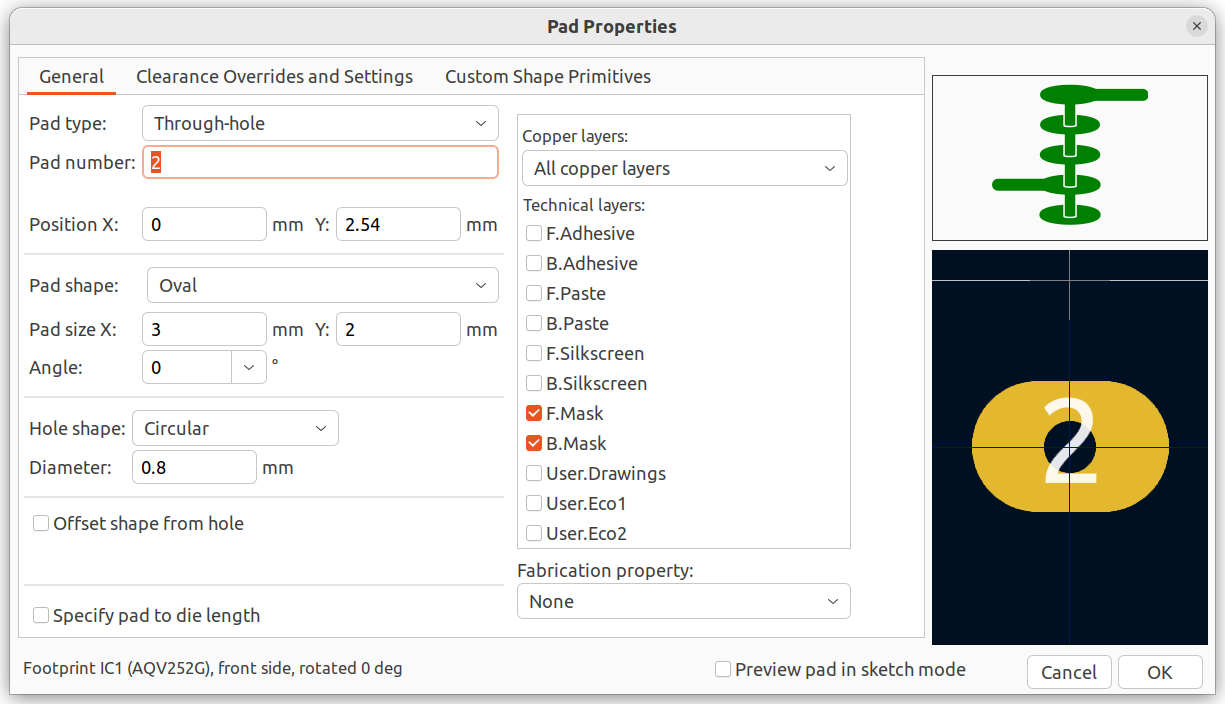 Pad Properties
General Clearance Overrides and Settings Custom Shape Primitives
Pad type: Through-hole
Pad number: 2
Position X: 0 mm Y: 2.54 mm
Pad shape: Oval
Pad size X: 3 mm Y: 2 mm
Angle: 0 °
Hole shape: Circular
Diameter: 0.8 mm
Offset shape from hole
Specify pad to die length
Copper layers:
All copper layers
Technical layers:
F.Adhesive
B.Adhesive
F.Paste
B.Paste
F.Silkscreen
B.Silkscreen
F.Mask
B.Mask
User.Drawings
User.Eco1
User.Eco2
Fabrication property:
None
2
Footprint IC1 (AQV252G), front side, rotated 0 deg
Preview pad in sketch mode
Cancel OK